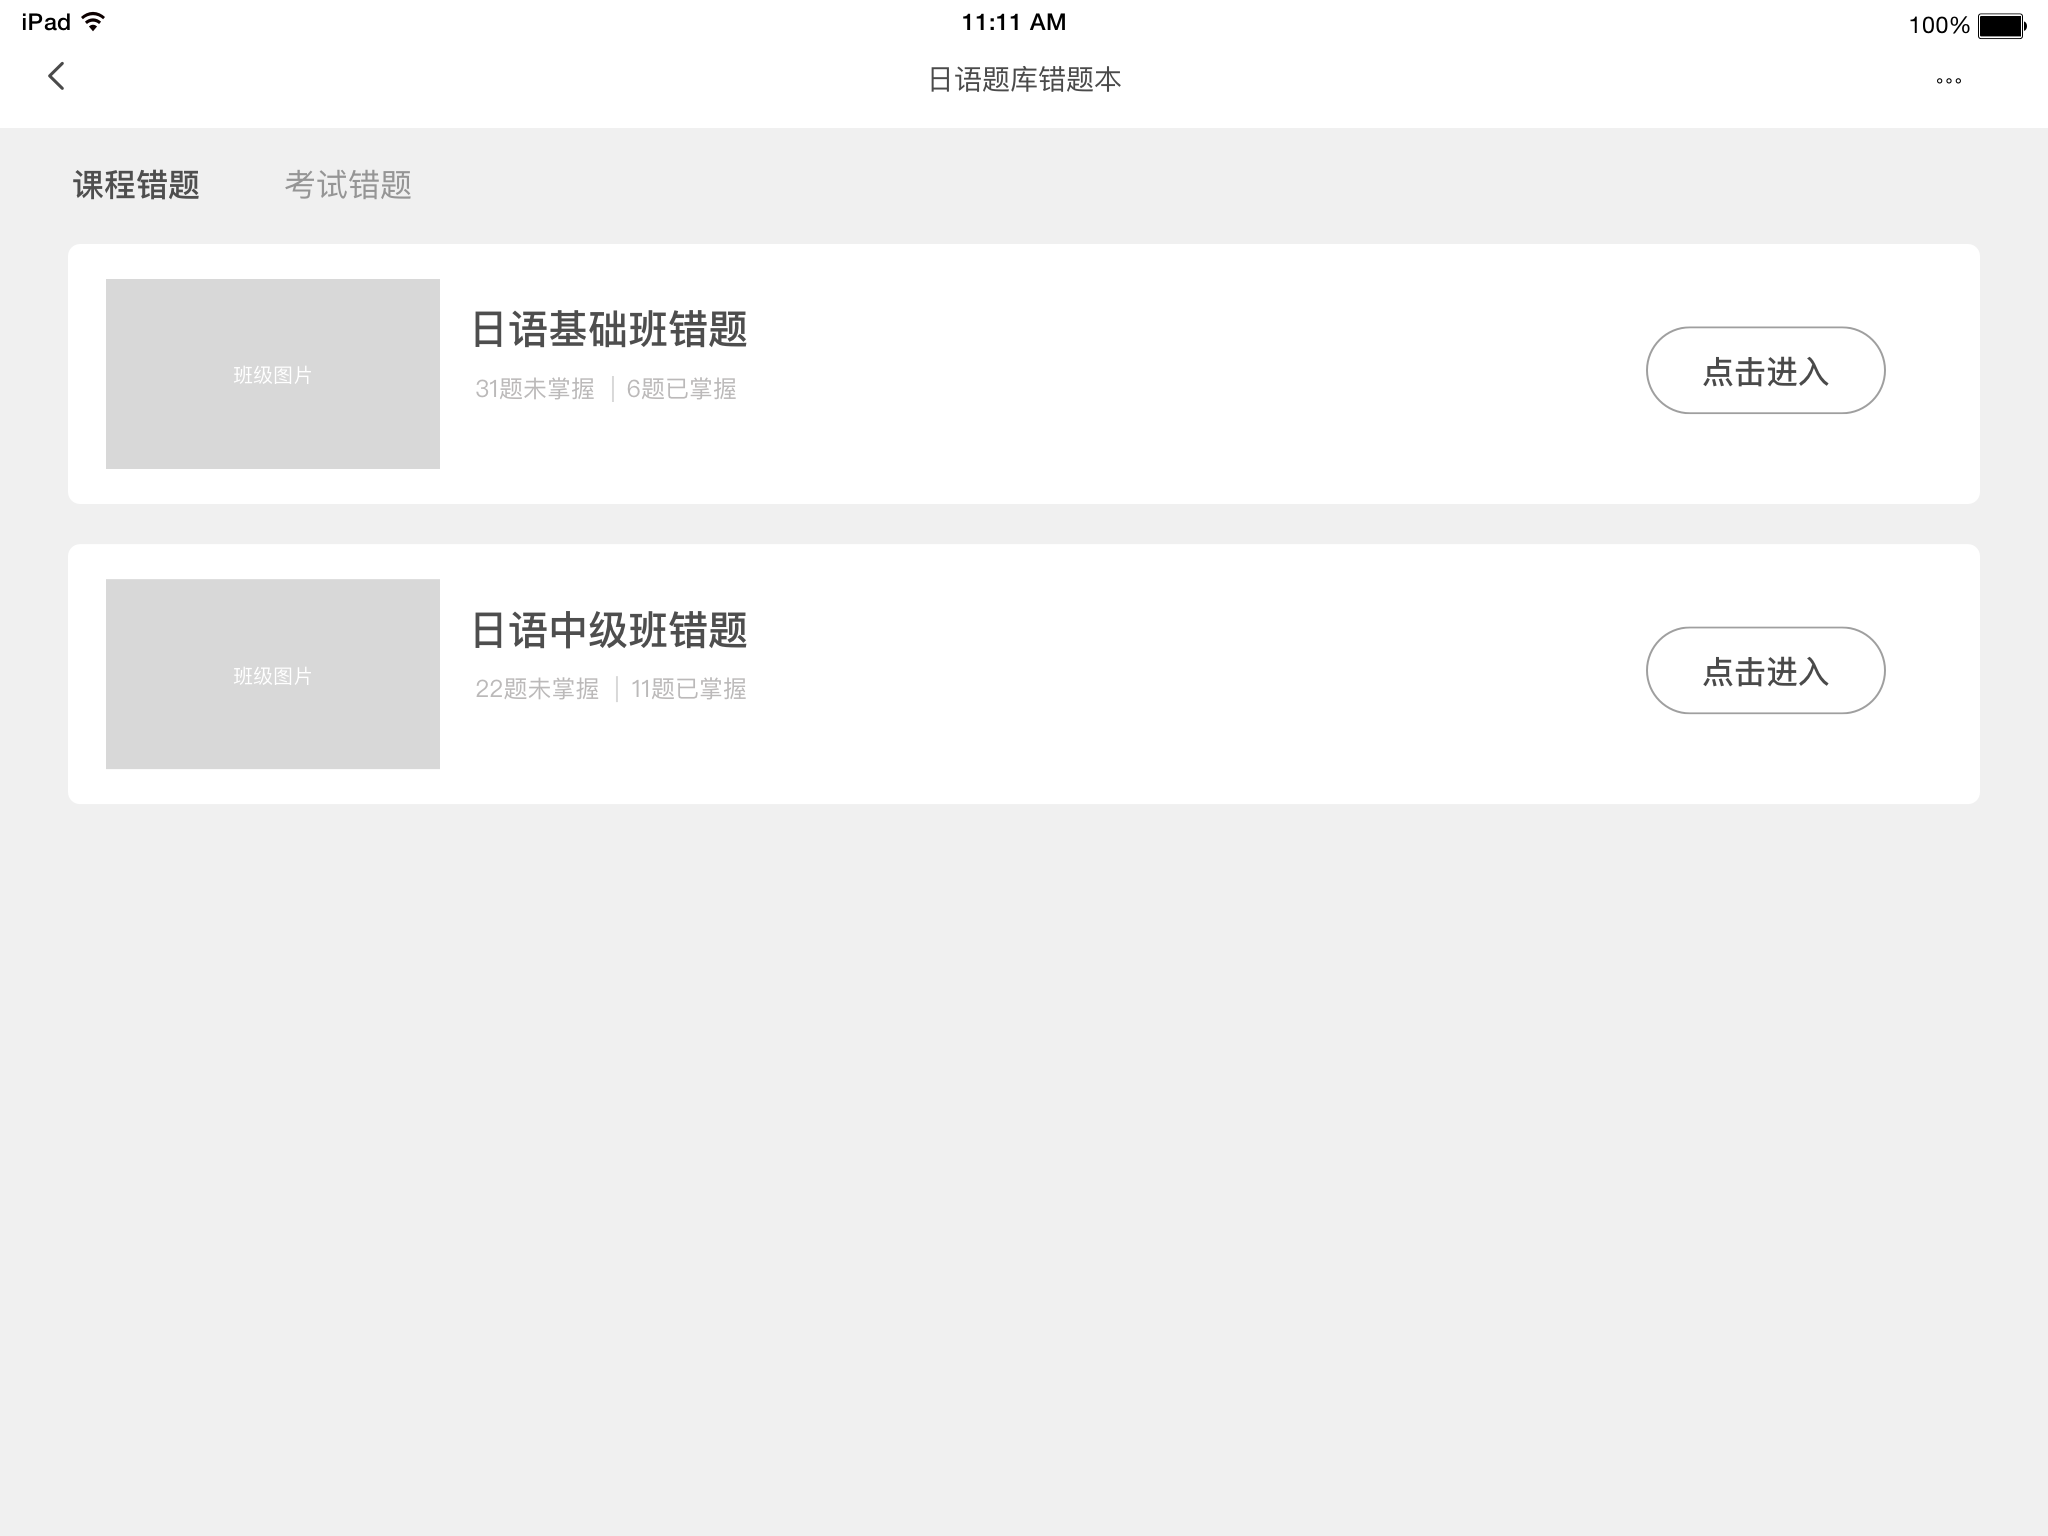 iPad 11:11 AM 100%
日语题库错题本
课程错题 考试错题
班级图片
日语基础班错题
31题未掌握 6题已掌握
点击进入
班级图片
日语中级班错题
22题未掌握 11题已掌握
点击进入